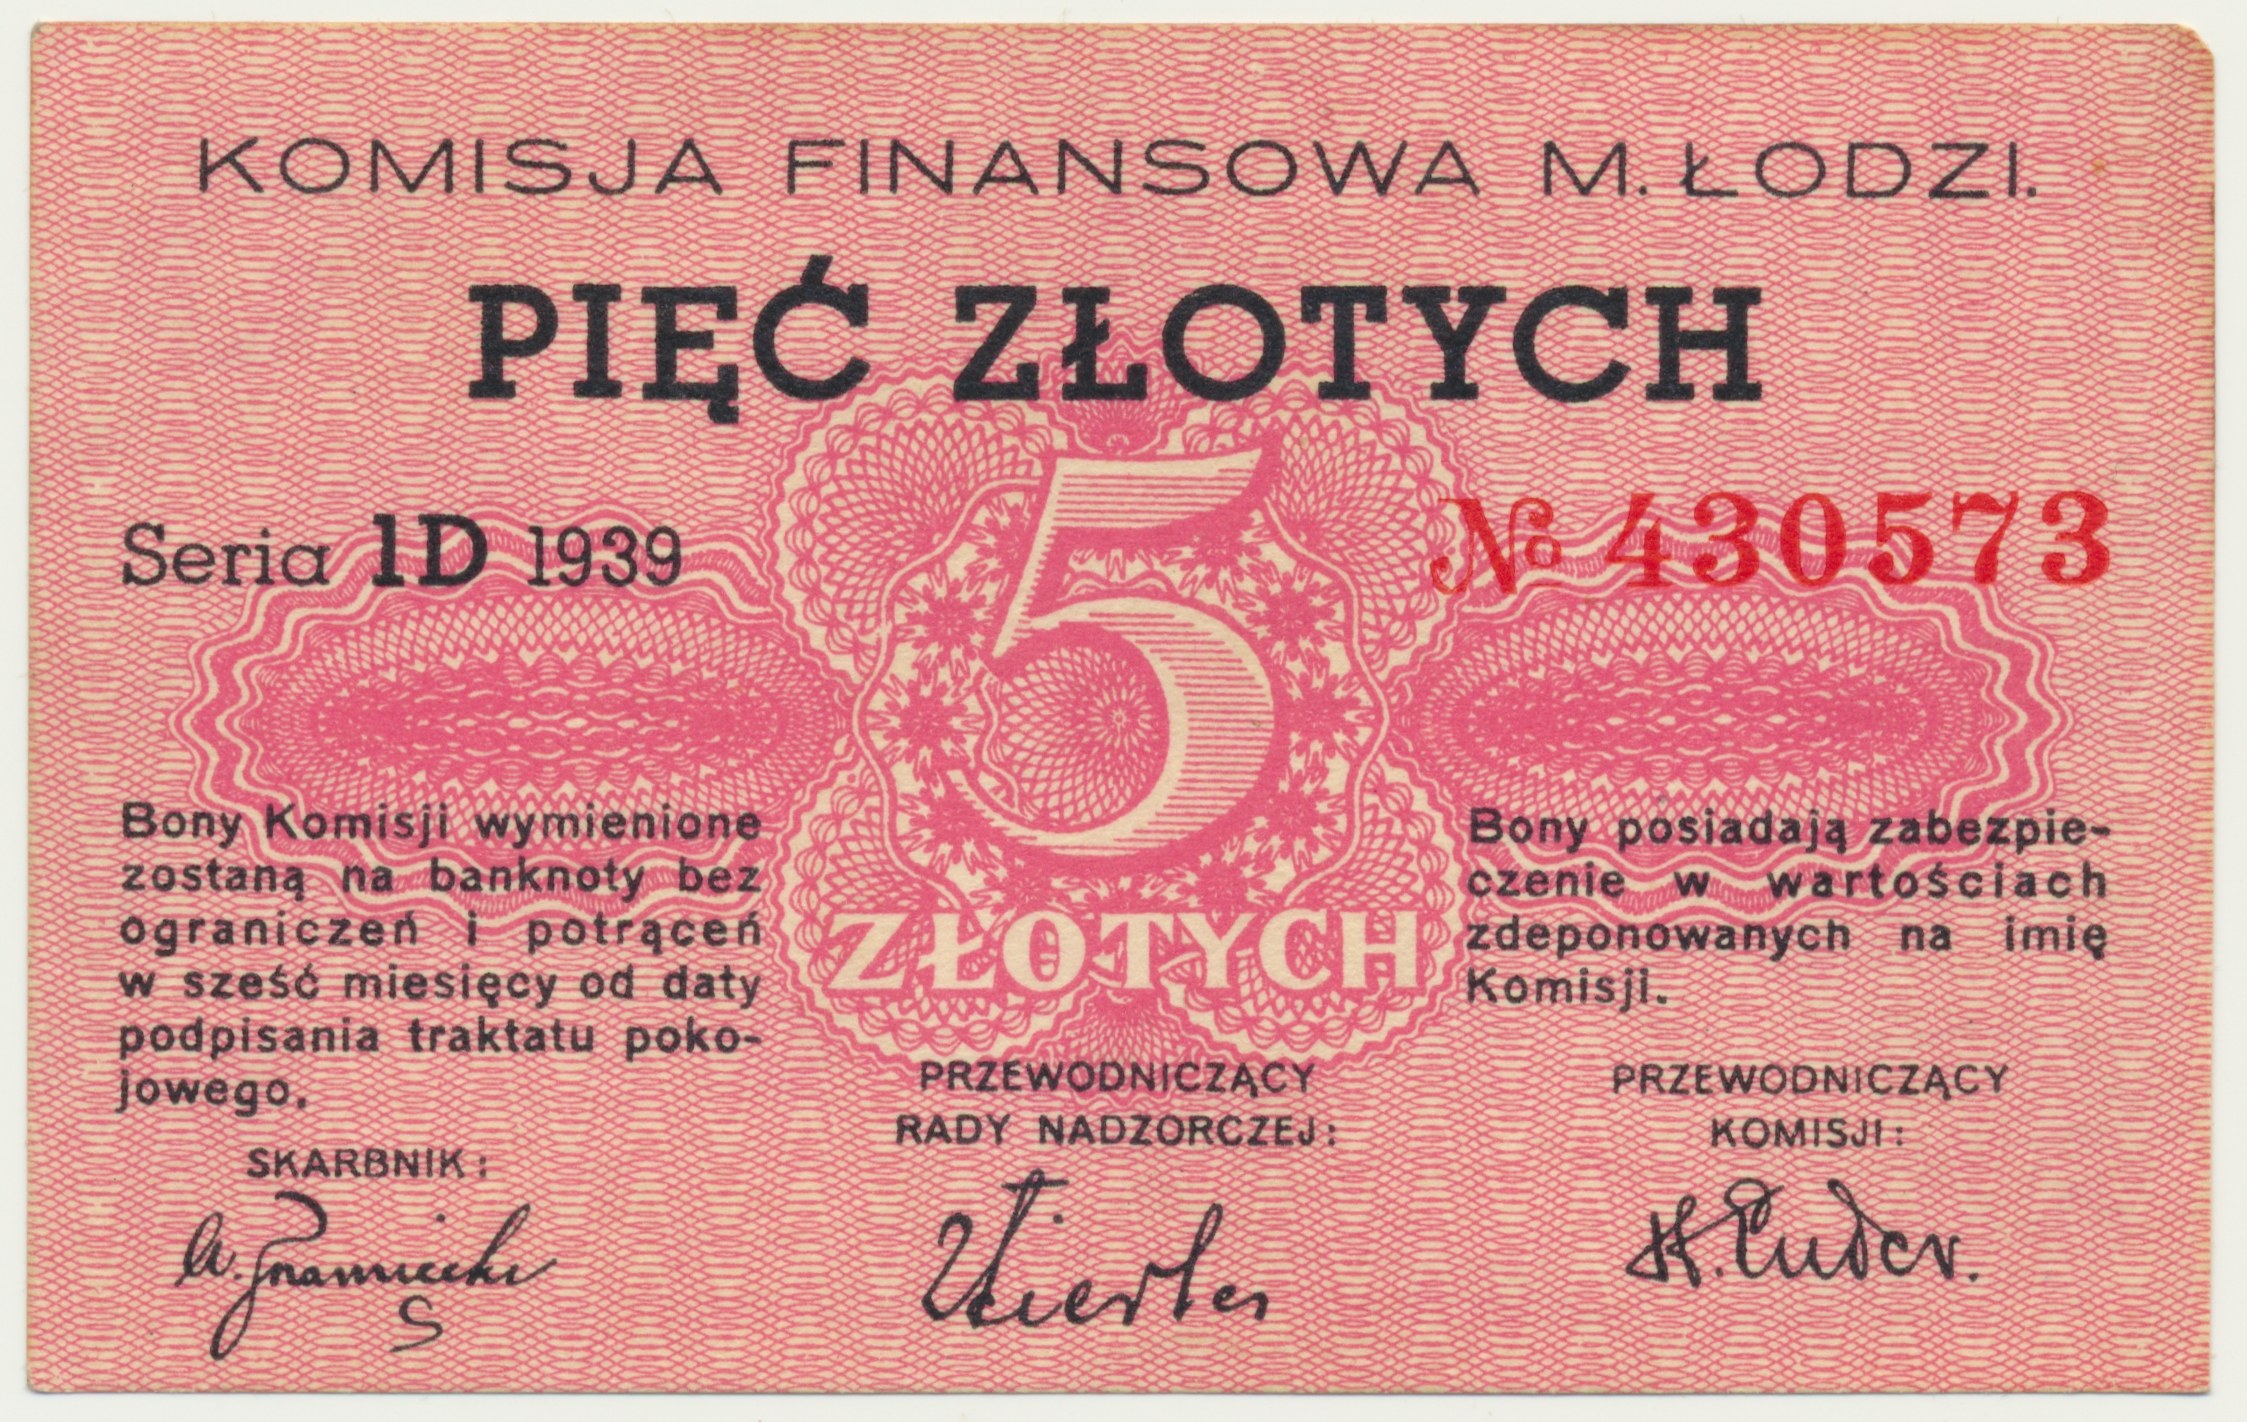 KOMISJA FINANSOWA M. ŁODZI.
PIĘĆ ZŁOTYCH
Seria 1D 1939
№ 430573
5
ZŁOTYCH
Bony Komisji wymienione
zostaną na banknoty bez
ograniczeń i potrąceń
w sześć miesięcy od daty
podpisania traktatu poko-
jowego.
Bony posiadają zabezpie-
czenie w wartościach
zdeponowanych na imię
Komisji.
SKARBNIK:
PRZEWODNICZĄCY
RADY NADZORCZEJ:
PRZEWODNICZĄCY
KOMISJI: